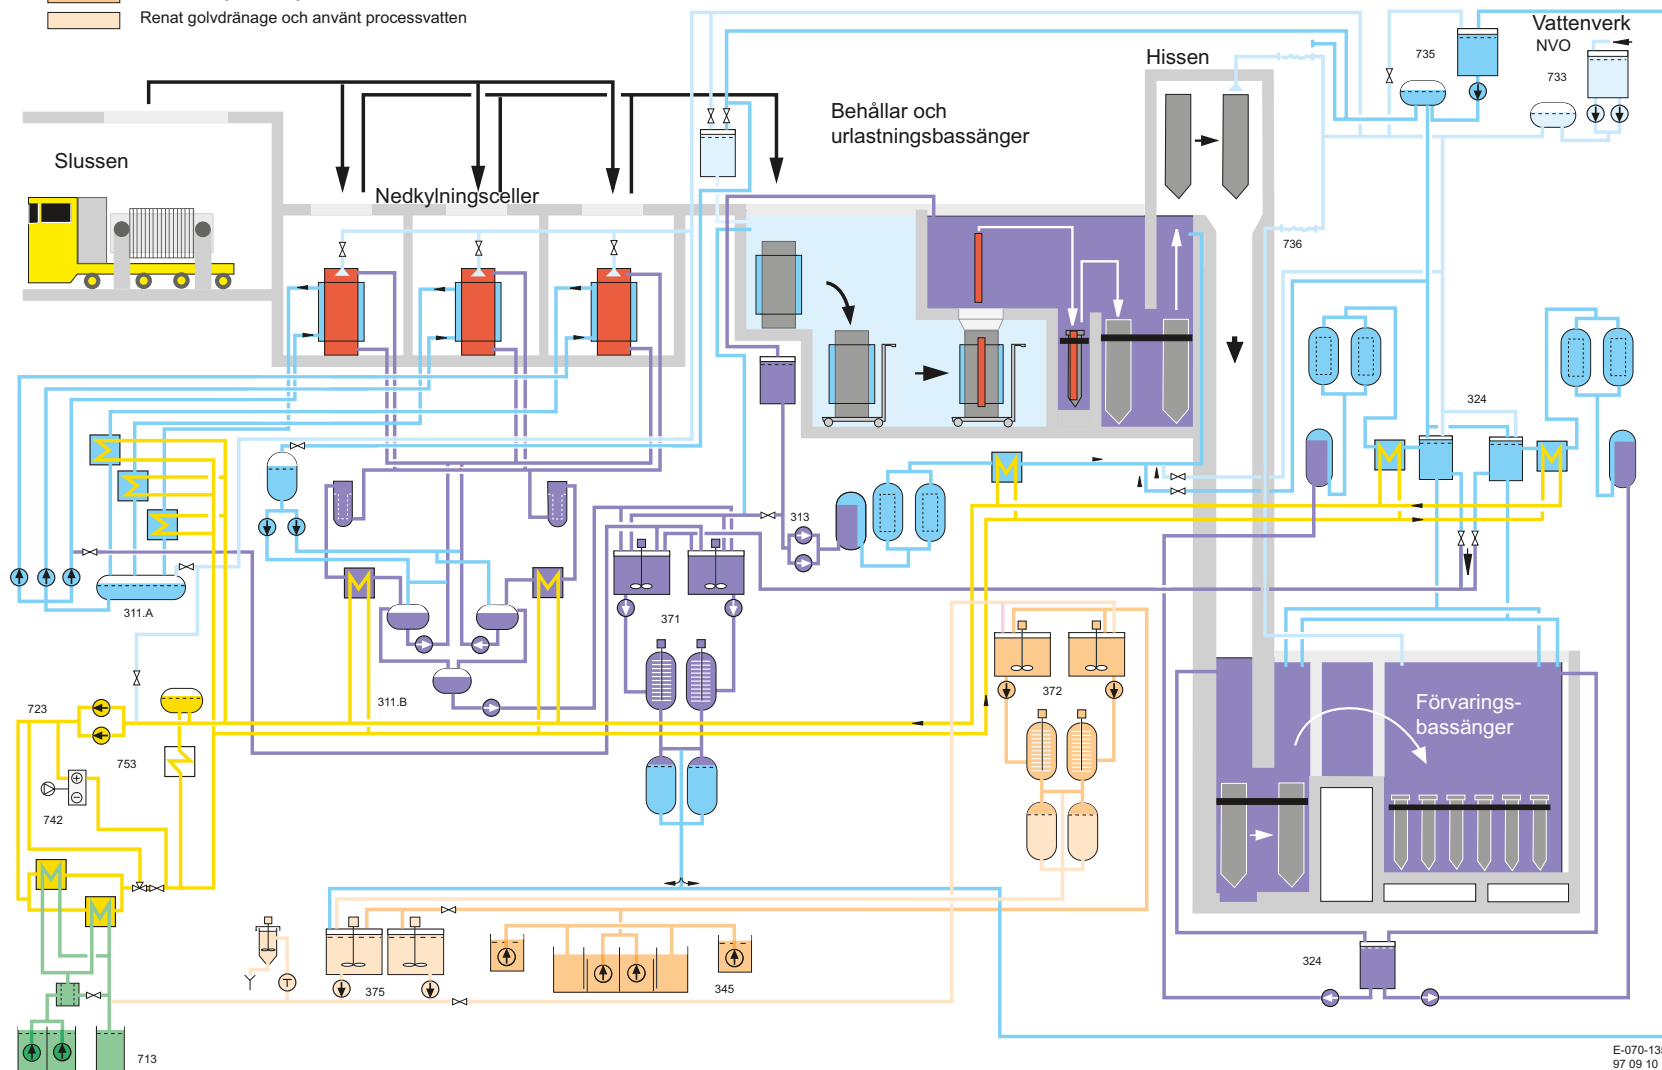 Renat golvdränage och använt processvatten
Vattenverk
NVO
735
733
Hissen
Behållar och
urlastningsbassänger
Slussen
Nedkylningsceller
736
324
313
311.A
371
311.B
372
723
753
742
Förvarings-
bassänger
324
375
345
713
E-070-135
97 09 10